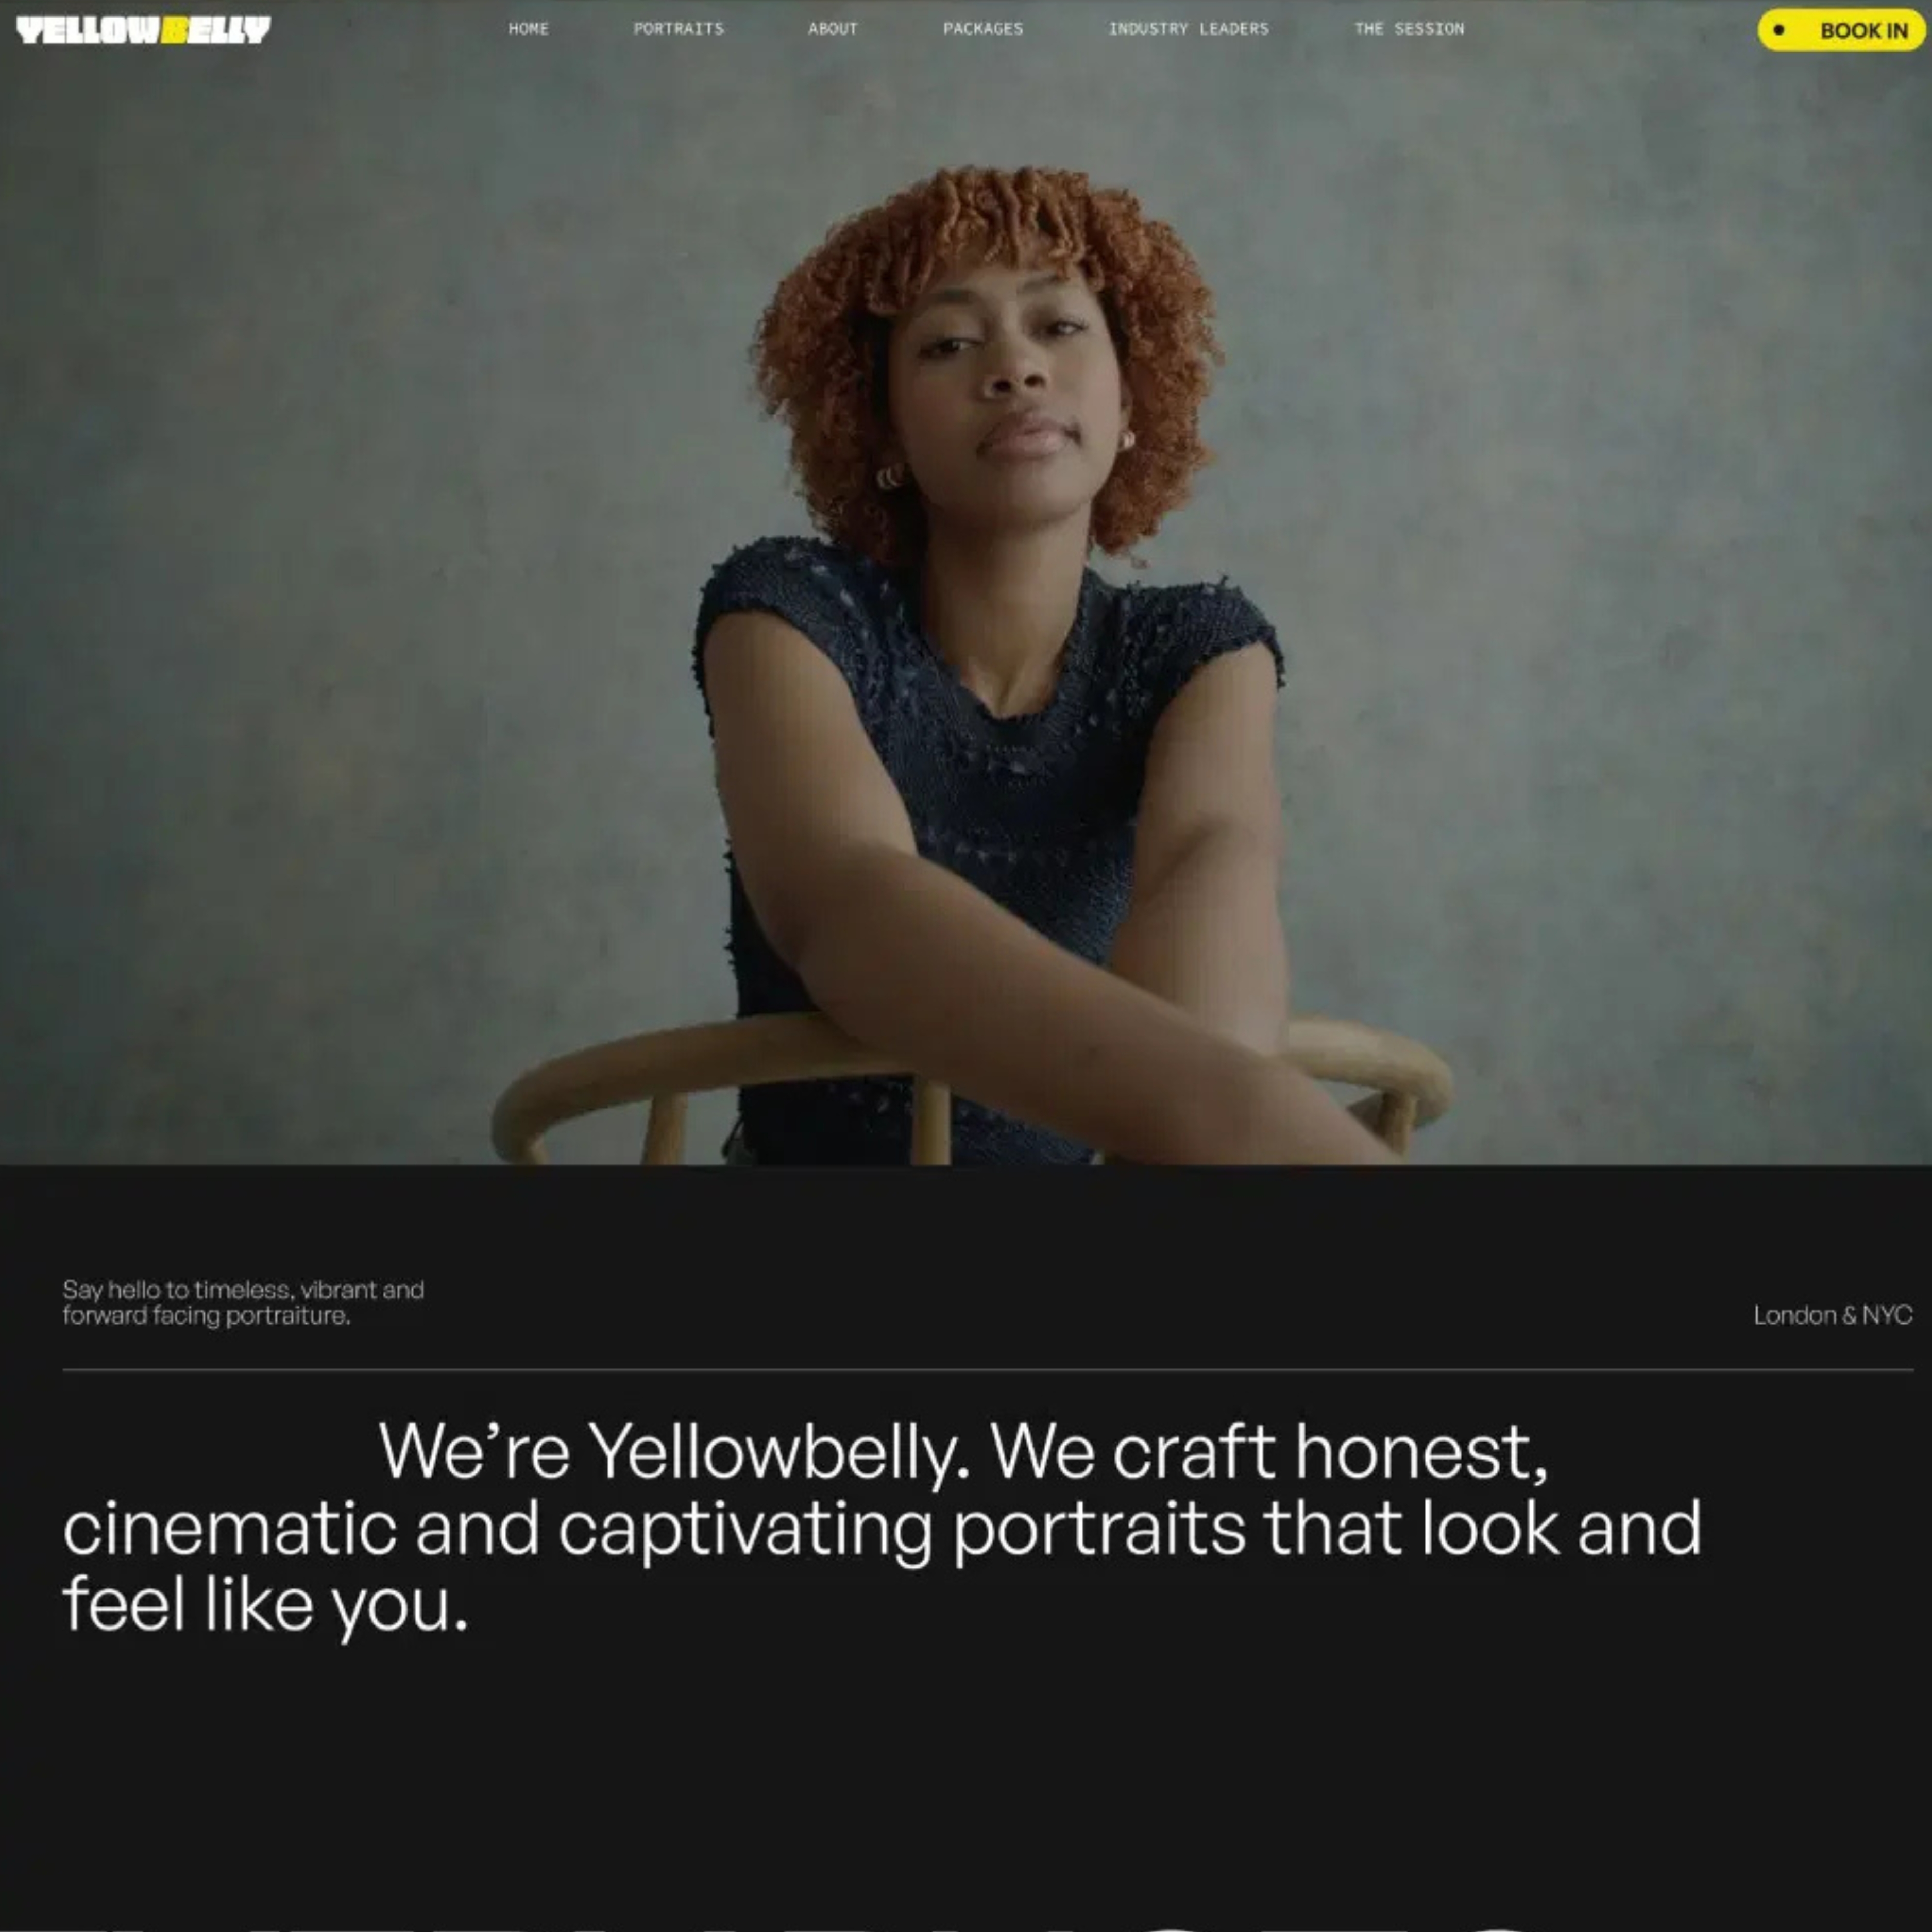 YELLOWBELLY
HOME
PORTRAITS
ABOUT
PACKAGES
INDUSTRY LEADERS
THE SESSION
BOOK IN
Say hello to timeless, vibrant and
forward facing portraiture.
London & NYC
We’re Yellowbelly. We craft honest,
cinematic and captivating portraits that look and
feel like you.